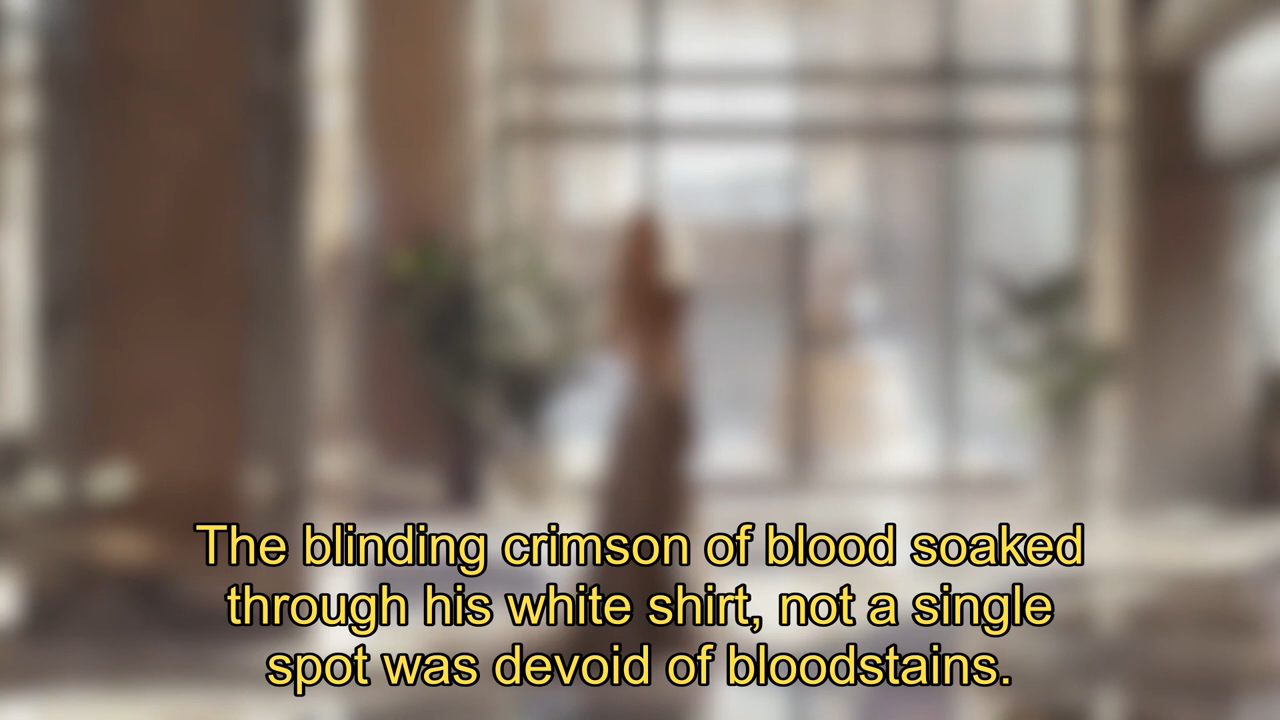 The blinding crimson of blood soaked
through his white shirt, not a single
spot was devoid of bloodstains.